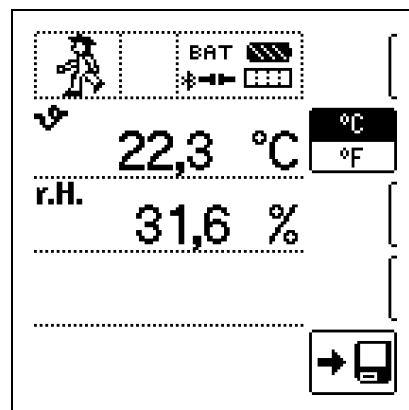 BAT
ϑ
22,3 °C
°C
°F
r.H.
31,6 %